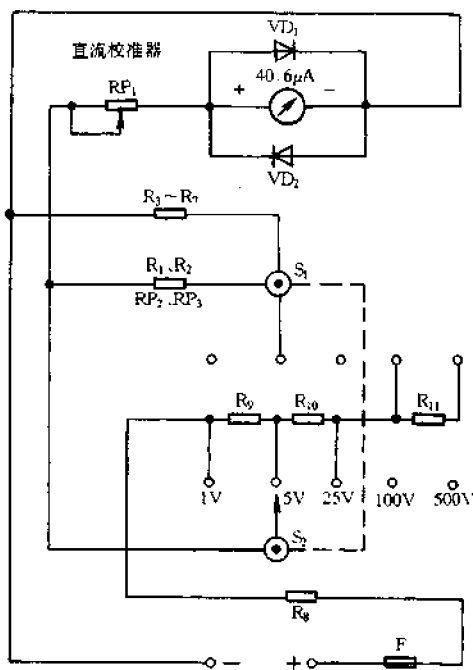 VD₁
直流校准器
40.6μA
RP₁
+ −
VD₂
R₃~R₇
R₁、R₂
S₁
RP₂、RP₃
R₉ R₁₀ R₁₁
1V 5V 25V 100V 500V
S₂
R₈
− + F